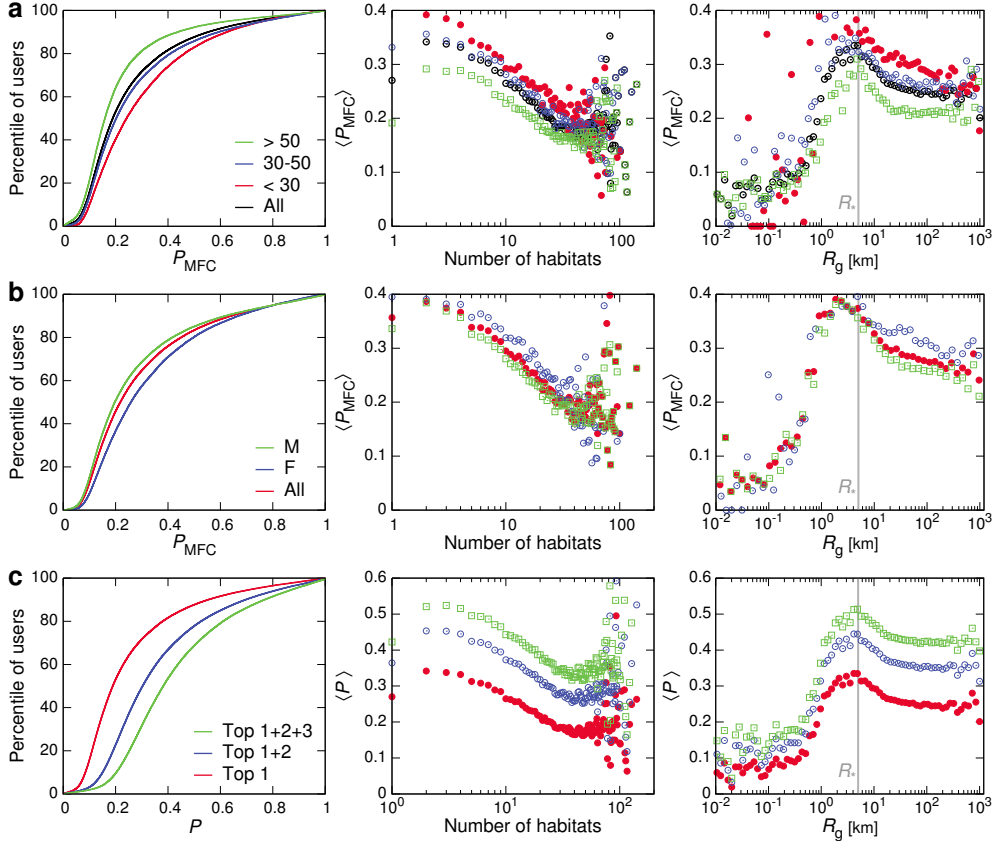 a
Percentile of users
100
80
60
40
20
0
0 0.2 0.4 0.6 0.8 1
P_MFC
> 50
30-50
< 30
All
⟨P_MFC⟩
0.4
0.3
0.2
0.1
0
1 10 100
Number of habitats
⟨P_MFC⟩
0.4
0.3
0.2
0.1
0
R*
10⁻² 10⁻¹ 10⁰ 10¹ 10² 10³
R_g [km]
b
Percentile of users
100
80
60
40
20
0
0 0.2 0.4 0.6 0.8 1
P_MFC
M
F
All
⟨P_MFC⟩
0.4
0.3
0.2
0.1
0
1 10 100
Number of habitats
⟨P_MFC⟩
0.4
0.3
0.2
0.1
0
R*
10⁻² 10⁻¹ 10⁰ 10¹ 10² 10³
R_g [km]
c
Percentile of users
100
80
60
40
20
0
0 0.2 0.4 0.6 0.8 1
P
Top 1+2+3
Top 1+2
Top 1
⟨P⟩
0.6
0.5
0.4
0.3
0.2
0.1
0
10⁰ 10¹ 10²
Number of habitats
⟨P⟩
0.6
0.5
0.4
0.3
0.2
0.1
0
R*
10⁻² 10⁻¹ 10⁰ 10¹ 10² 10³
R_g [km]